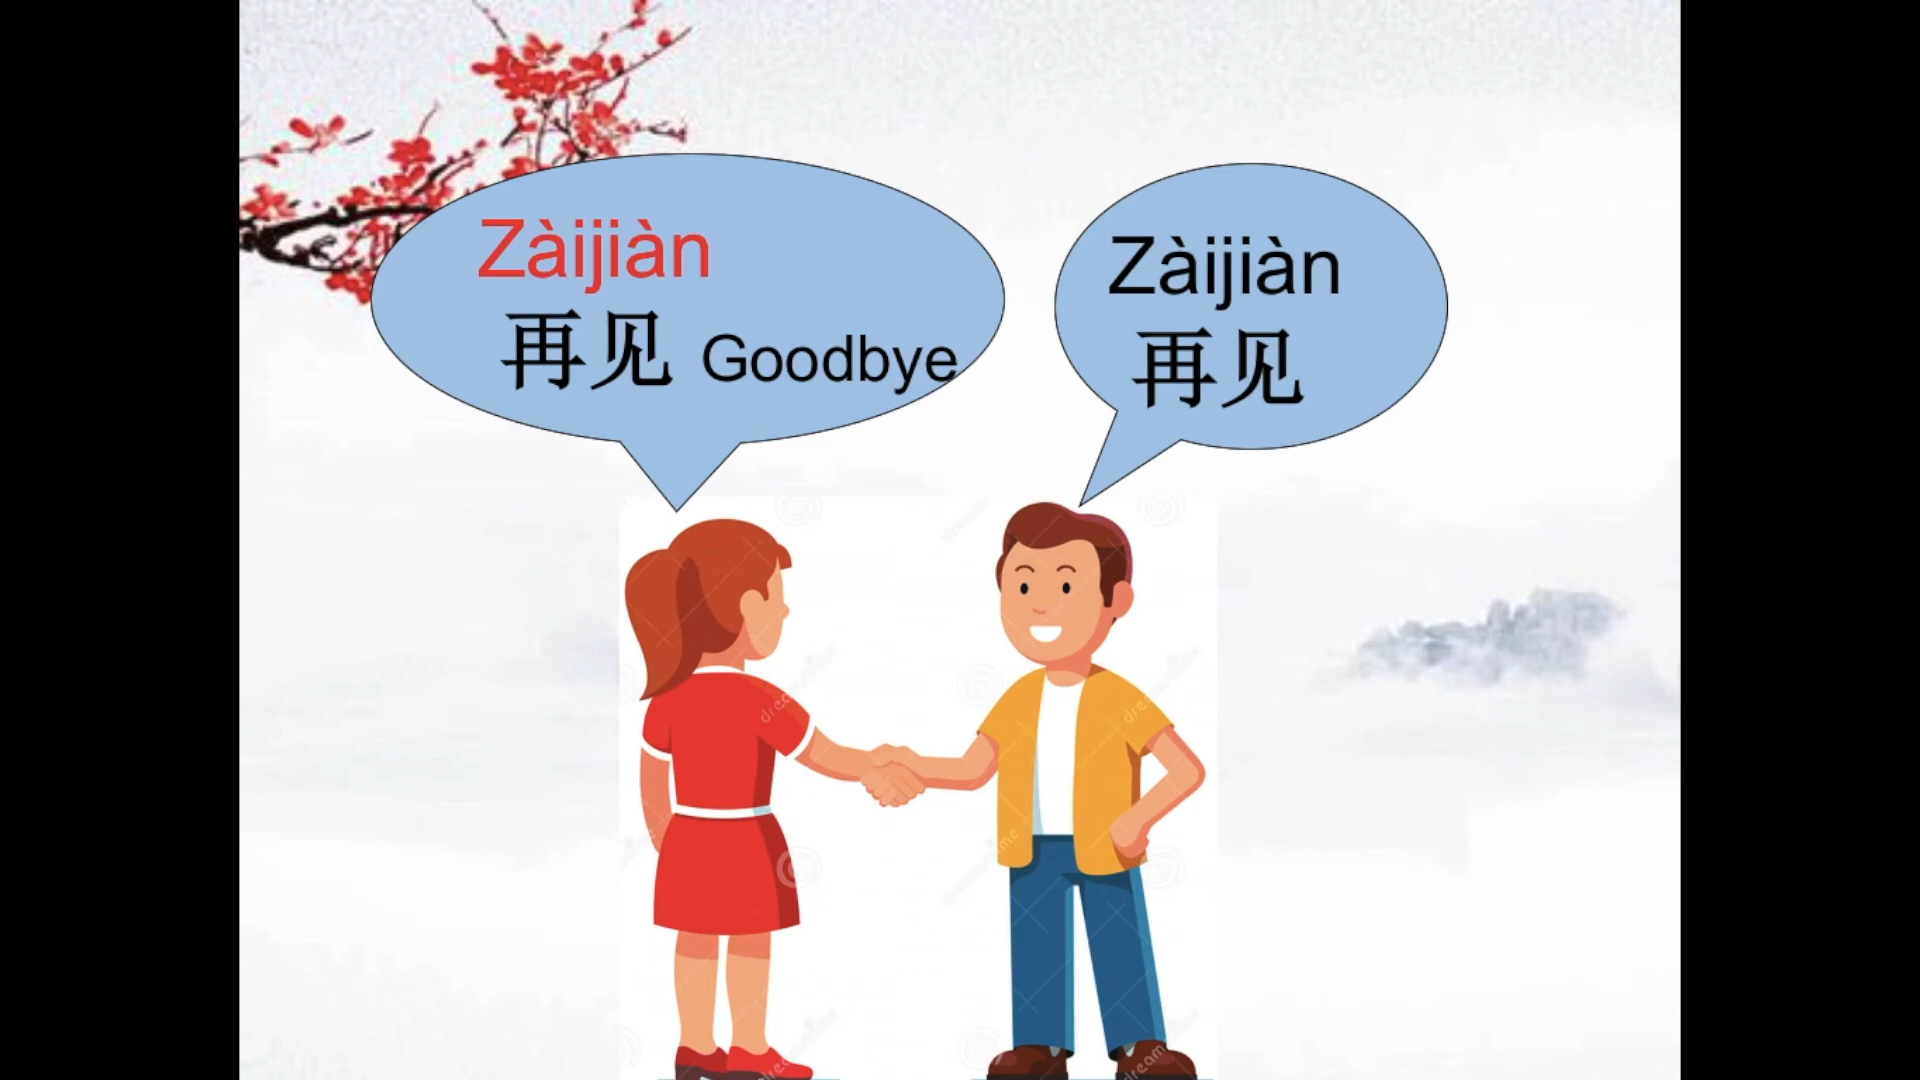 Zàijiàn
再见 Goodbye
Zàijiàn
再见